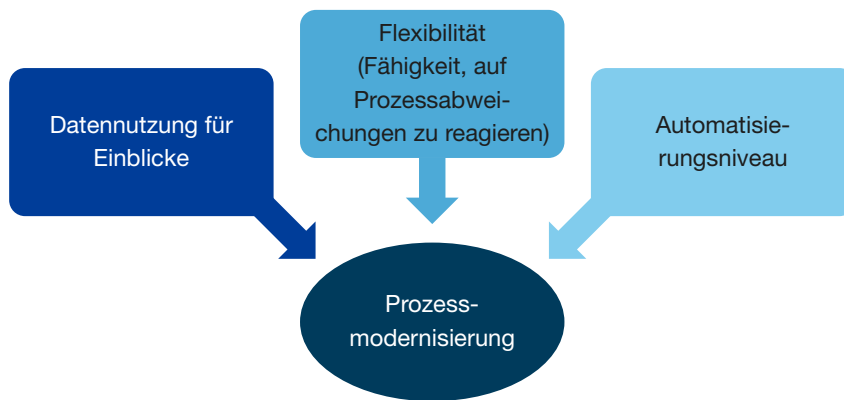 Datennutzung für
Einblicke
Flexibilität
(Fähigkeit, auf
Prozessabwei-
chungen zu reagieren)
Automatisie-
rungsniveau
Prozess-
modernisierung